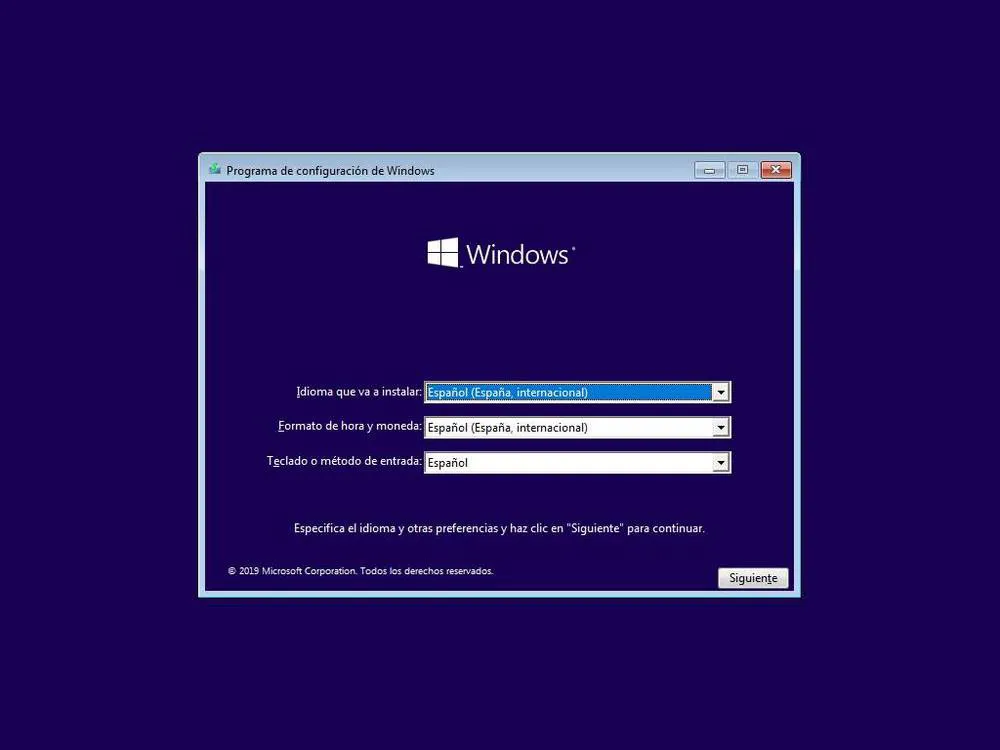 Programa de configuración de Windows
Windows
Idioma que va a instalar: Español (España, internacional)
Formato de hora y moneda: Español (España, internacional)
Teclado o método de entrada: Español
Especifica el idioma y otras preferencias y haz clic en "Siguiente" para continuar.
© 2019 Microsoft Corporation. Todos los derechos reservados.
Siguiente